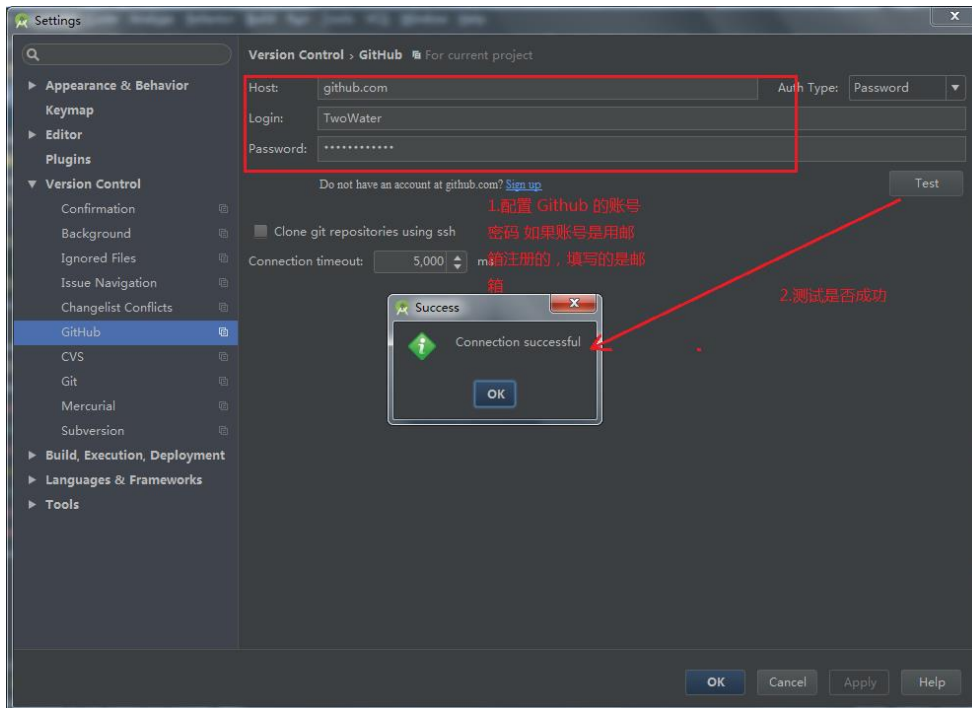 Settings
Version Control › GitHub For current project
Appearance & Behavior
Keymap
Editor
Plugins
Version Control
Confirmation
Background
Ignored Files
Issue Navigation
Changelist Conflicts
GitHub
CVS
Git
Mercurial
Subversion
Build, Execution, Deployment
Languages & Frameworks
Tools
Host: github.com Auth Type: Password
Login: TwoWater
Password: ············
Do not have an account at github.com? Sign up
Test
Clone git repositories using ssh
Connection timeout: 5,000
1.配置 Github 的账号
密码 如果账号是用邮
箱注册的，填写的是邮
箱
2.测试是否成功
Success
Connection successful
OK
OK Cancel Apply Help